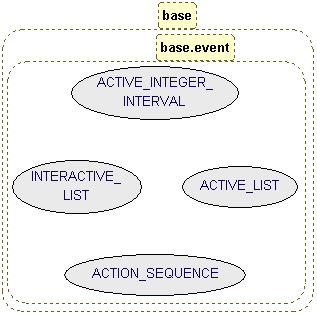 base
base.event
ACTIVE_INTEGER_
INTERVAL
INTERACTIVE_
LIST
ACTIVE_LIST
ACTION_SEQUENCE